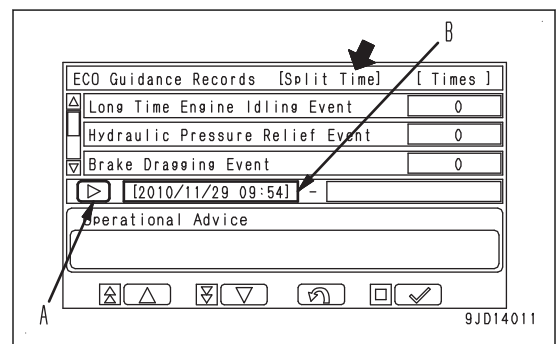 B
ECO Guidance Records [Split Time] [ Times ]
Long Time Engine Idling Event 0
Hydraulic Pressure Relief Event 0
Brake Dragging Event 0
[2010/11/29 09:54] -
Operational Advice
A
9JD14011